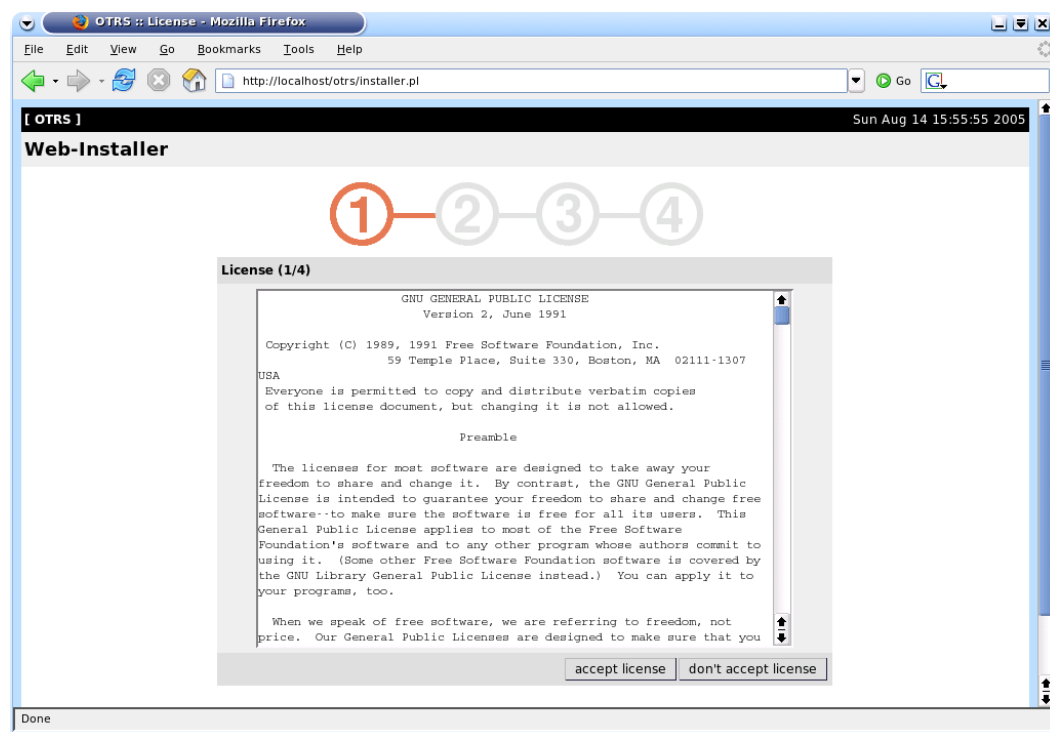 OTRS :: License - Mozilla Firefox
File Edit View Go Bookmarks Tools Help
http://localhost/otrs/installer.pl Go G
[ OTRS ] Sun Aug 14 15:55:55 2005
Web-Installer
1 2 3 4
License (1/4)
GNU GENERAL PUBLIC LICENSE
Version 2, June 1991
Copyright (C) 1989, 1991 Free Software Foundation, Inc.
59 Temple Place, Suite 330, Boston, MA 02111-1307
USA
Everyone is permitted to copy and distribute verbatim copies
of this license document, but changing it is not allowed.
Preamble
The licenses for most software are designed to take away your
freedom to share and change it. By contrast, the GNU General Public
License is intended to guarantee your freedom to share and change free
software--to make sure the software is free for all its users. This
General Public License applies to most of the Free Software
Foundation's software and to any other program whose authors commit to
using it. (Some other Free Software Foundation software is covered by
the GNU Library General Public License instead.) You can apply it to
your programs, too.
When we speak of free software, we are referring to freedom, not
price. Our General Public Licenses are designed to make sure that you
accept license don't accept license
Done